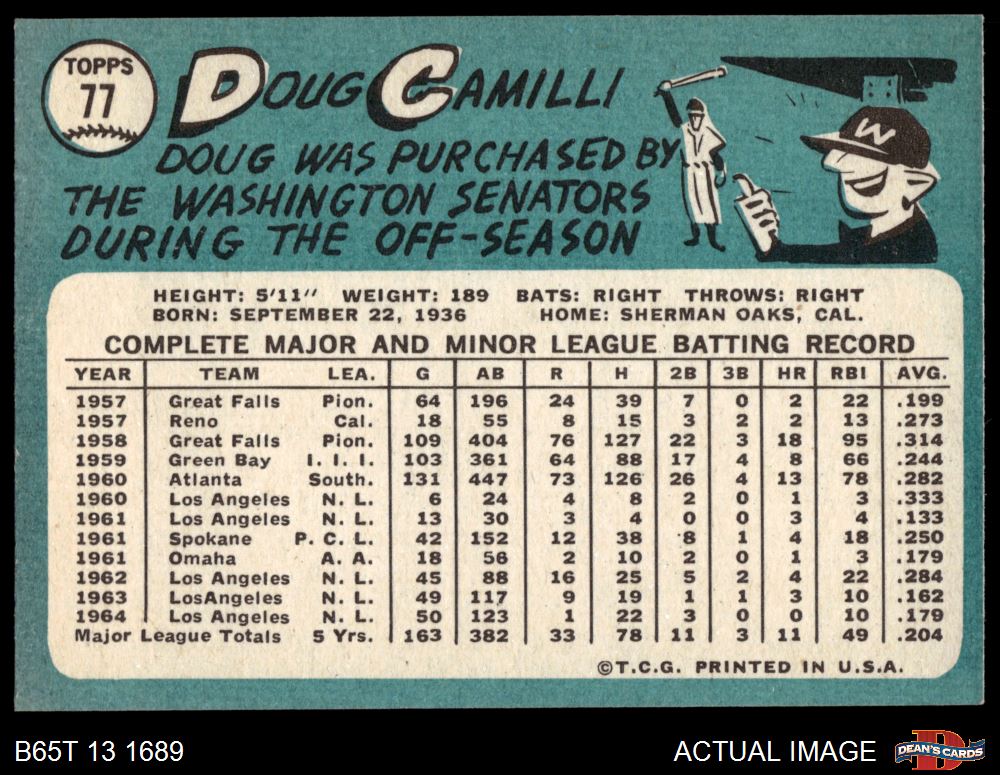 TOPPS
77
DOUG CAMILLI
DOUG WAS PURCHASED BY
THE WASHINGTON SENATORS
DURING THE OFF-SEASON
W
HEIGHT: 5'11" WEIGHT: 189 BATS: RIGHT THROWS: RIGHT
BORN: SEPTEMBER 22, 1936 HOME: SHERMAN OAKS, CAL.
COMPLETE MAJOR AND MINOR LEAGUE BATTING RECORD
YEAR TEAM LEA. G AB R H 2B 3B HR RBI AVG.
1957 Great Falls Pion. 64 196 24 39 7 0 2 22 .199
1957 Reno Cal. 18 55 8 15 3 2 2 13 .273
1958 Great Falls Pion. 109 404 76 127 22 3 18 95 .314
1959 Green Bay I. I. I. 103 361 64 88 17 4 8 66 .244
1960 Atlanta South. 131 447 73 126 26 4 13 78 .282
1960 Los Angeles N. L. 6 24 4 8 2 0 1 3 .333
1961 Los Angeles N. L. 13 30 3 4 0 0 3 4 .133
1961 Spokane P. C. L. 42 152 12 38 8 1 4 18 .250
1961 Omaha A. A. 18 56 2 10 2 0 1 3 .179
1962 Los Angeles N. L. 45 88 16 25 5 2 4 22 .284
1963 LosAngeles N. L. 49 117 9 19 1 1 3 10 .162
1964 Los Angeles N. L. 50 123 1 22 3 0 0 10 .179
Major League Totals 5 Yrs. 163 382 33 78 11 3 11 49 .204
©T.C.G. PRINTED IN U.S.A.
B65T 13 1689
ACTUAL IMAGE
DEAN'S CARDS